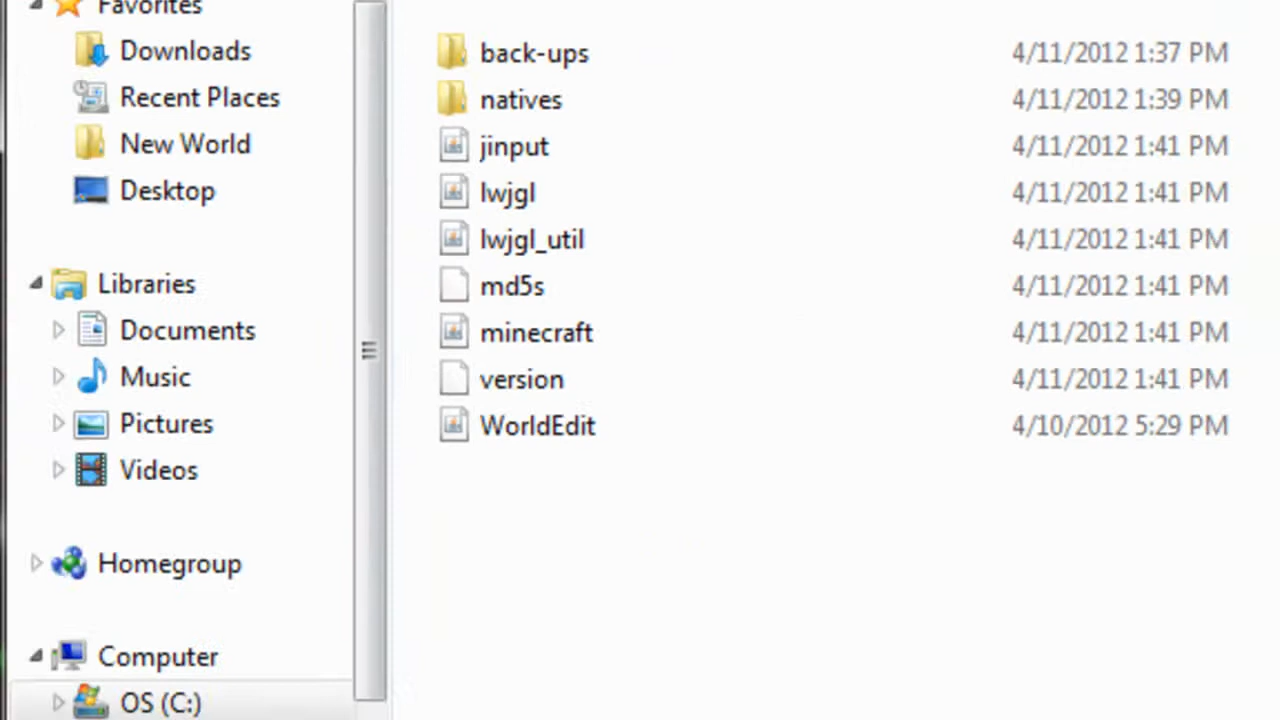 Favorites
Downloads
Recent Places
New World
Desktop
Libraries
Documents
Music
Pictures
Videos
Homegroup
Computer
OS (C:)
back-ups 4/11/2012 1:37 PM
natives 4/11/2012 1:39 PM
jinput 4/11/2012 1:41 PM
lwjgl 4/11/2012 1:41 PM
lwjgl_util 4/11/2012 1:41 PM
md5s 4/11/2012 1:41 PM
minecraft 4/11/2012 1:41 PM
version 4/11/2012 1:41 PM
WorldEdit 4/10/2012 5:29 PM